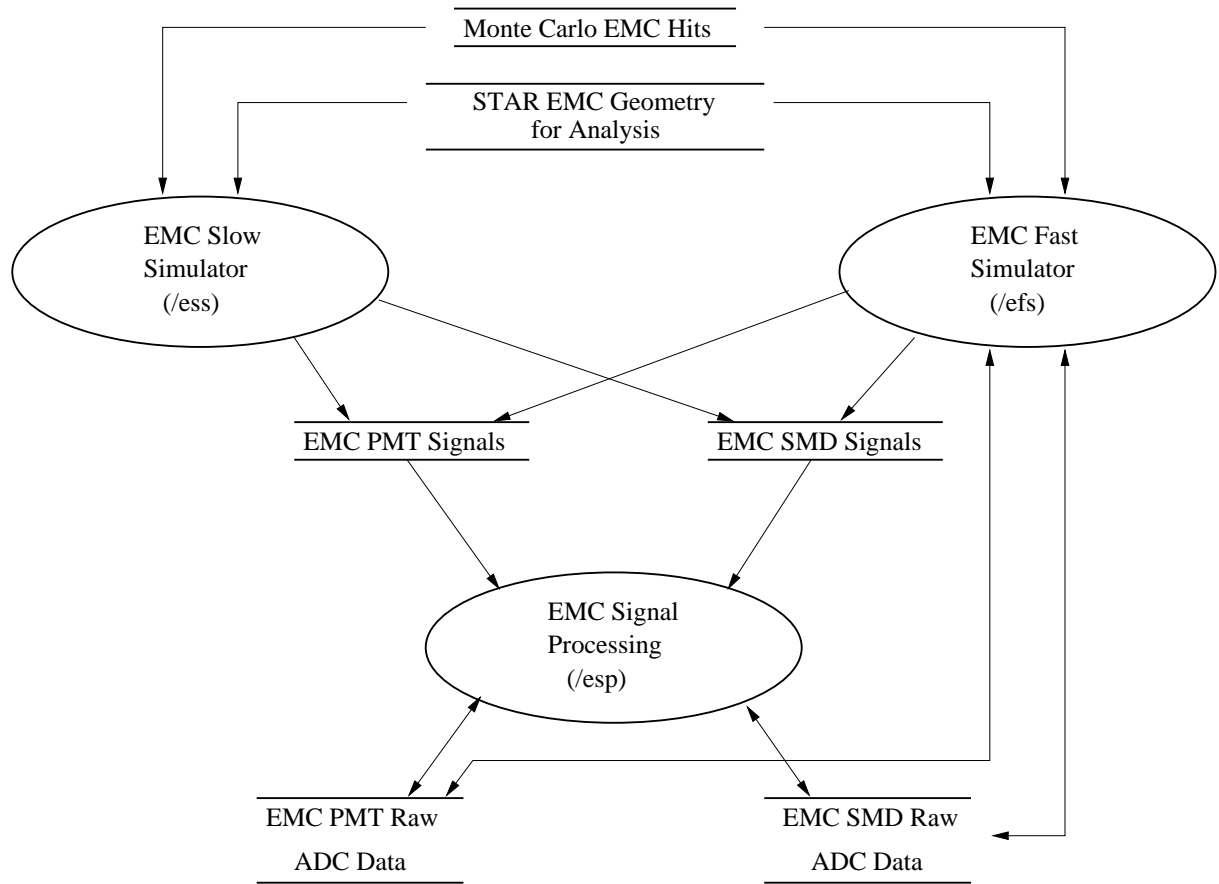 Monte Carlo EMC Hits
STAR EMC Geometry
for Analysis
EMC Slow
Simulator
(/ess)
EMC Fast
Simulator
(/efs)
EMC PMT Signals
EMC SMD Signals
EMC Signal
Processing
(/esp)
EMC PMT Raw
ADC Data
EMC SMD Raw
ADC Data